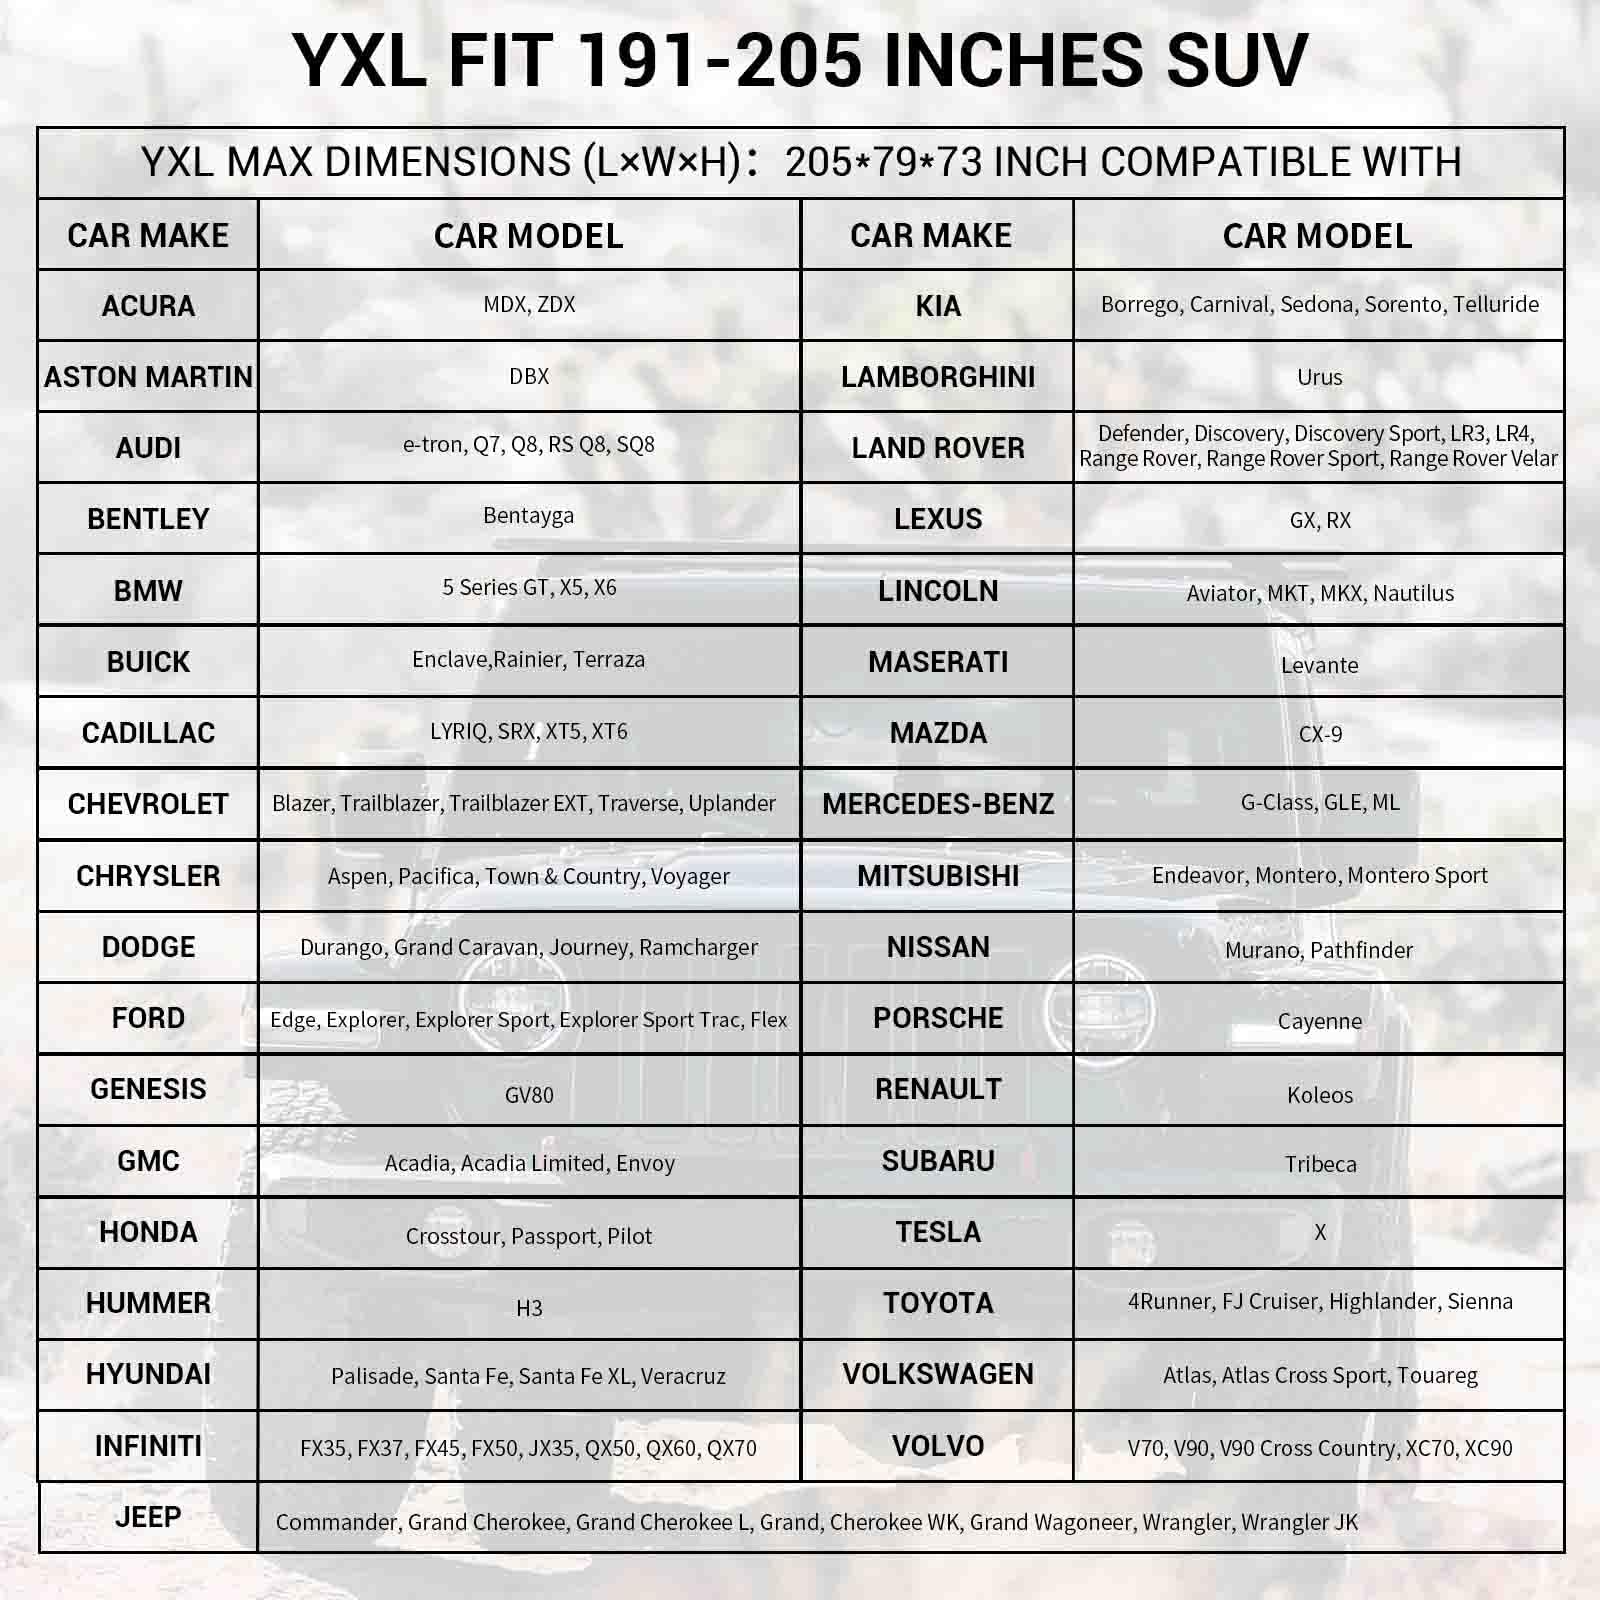 YXL FIT 191-205 INCHES SUV
YXL MAX DIMENSIONS (L×W×H)： 205*79*73 INCH COMPATIBLE WITH
CAR MAKE CAR MODEL CAR MAKE CAR MODEL
ACURA MDX, ZDX KIA Borrego, Carnival, Sedona, Sorento, Telluride
ASTON MARTIN DBX LAMBORGHINI Urus
AUDI e-tron, Q7, Q8, RS Q8, SQ8 LAND ROVER Defender, Discovery, Discovery Sport, LR3, LR4,
Range Rover, Range Rover Sport, Range Rover Velar
BENTLEY Bentayga LEXUS GX, RX
BMW 5 Series GT, X5, X6 LINCOLN Aviator, MKT, MKX, Nautilus
BUICK Enclave,Rainier, Terraza MASERATI Levante
CADILLAC LYRIQ, SRX, XT5, XT6 MAZDA CX-9
CHEVROLET Blazer, Trailblazer, Trailblazer EXT, Traverse, Uplander MERCEDES-BENZ G-Class, GLE, ML
CHRYSLER Aspen, Pacifica, Town & Country, Voyager MITSUBISHI Endeavor, Montero, Montero Sport
DODGE Durango, Grand Caravan, Journey, Ramcharger NISSAN Murano, Pathfinder
FORD Edge, Explorer, Explorer Sport, Explorer Sport Trac, Flex PORSCHE Cayenne
GENESIS GV80 RENAULT Koleos
GMC Acadia, Acadia Limited, Envoy SUBARU Tribeca
HONDA Crosstour, Passport, Pilot TESLA X
HUMMER H3 TOYOTA 4Runner, FJ Cruiser, Highlander, Sienna
HYUNDAI Palisade, Santa Fe, Santa Fe XL, Veracruz VOLKSWAGEN Atlas, Atlas Cross Sport, Touareg
INFINITI FX35, FX37, FX45, FX50, JX35, QX50, QX60, QX70 VOLVO V70, V90, V90 Cross Country, XC70, XC90
JEEP Commander, Grand Cherokee, Grand Cherokee L, Grand, Cherokee WK, Grand Wagoneer, Wrangler, Wrangler JK